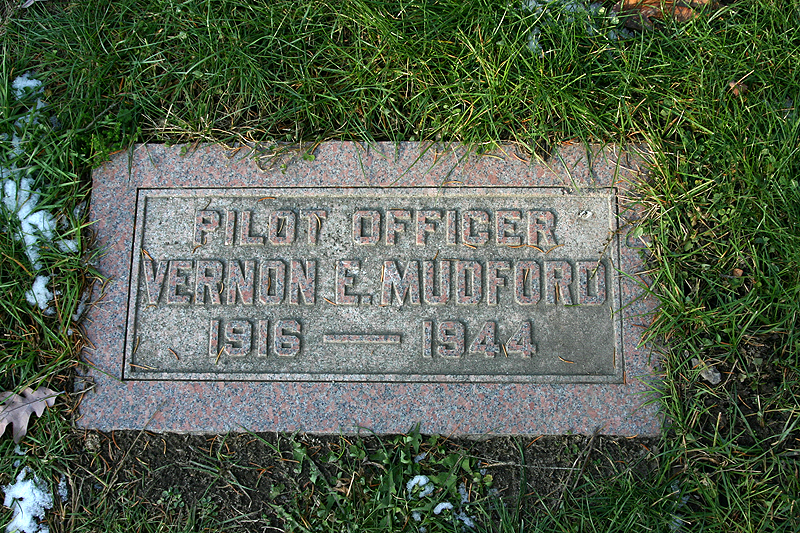 PILOT OFFICER
VERNON E. MUDFORD
1916 — 1944